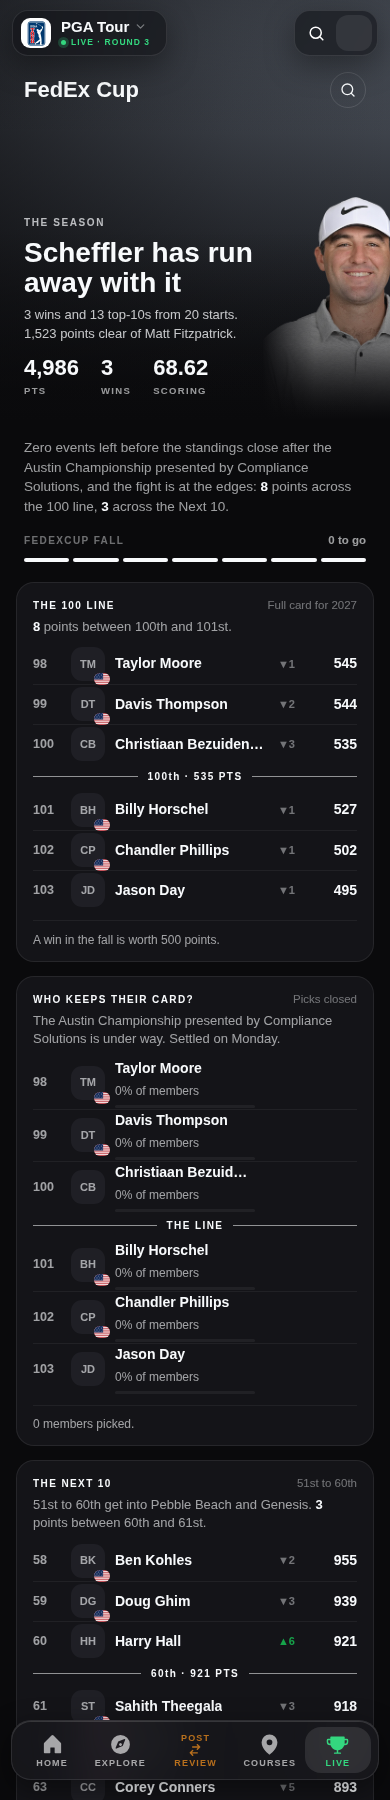 PGA Tour
LIVE · ROUND 3
FedEx Cup
THE SEASON
Scheffler has run
away with it
3 wins and 13 top-10s from 20 starts.
1,523 points clear of Matt Fitzpatrick.
4,986 3 68.62
PTS WINS SCORING
Zero events left before the standings close after the
Austin Championship presented by Compliance
Solutions, and the fight is at the edges: 8 points across
the 100 line, 3 across the Next 10.
FEDEXCUP FALL 0 to go
THE 100 LINE Full card for 2027
8 points between 100th and 101st.
98 TM Taylor Moore ▼1 545
99 DT Davis Thompson ▼2 544
100 CB Christiaan Bezuiden... ▼3 535
100th · 535 PTS
101 BH Billy Horschel ▼1 527
102 CP Chandler Phillips ▼1 502
103 JD Jason Day ▼1 495
A win in the fall is worth 500 points.
WHO KEEPS THEIR CARD? Picks closed
The Austin Championship presented by Compliance
Solutions is under way. Settled on Monday.
98 TM Taylor Moore
0% of members
99 DT Davis Thompson
0% of members
100 CB Christiaan Bezuid...
0% of members
THE LINE
101 BH Billy Horschel
0% of members
102 CP Chandler Phillips
0% of members
103 JD Jason Day
0% of members
0 members picked.
THE NEXT 10 51st to 60th
51st to 60th get into Pebble Beach and Genesis. 3
points between 60th and 61st.
58 BK Ben Kohles ▼2 955
59 DG Doug Ghim ▼3 939
60 HH Harry Hall ▲6 921
60th · 921 PTS
61 ST Sahith Theegala ▼3 918
HOME EXPLORE POST REVIEW COURSES LIVE
63 CC Corey Conners ▼5 893